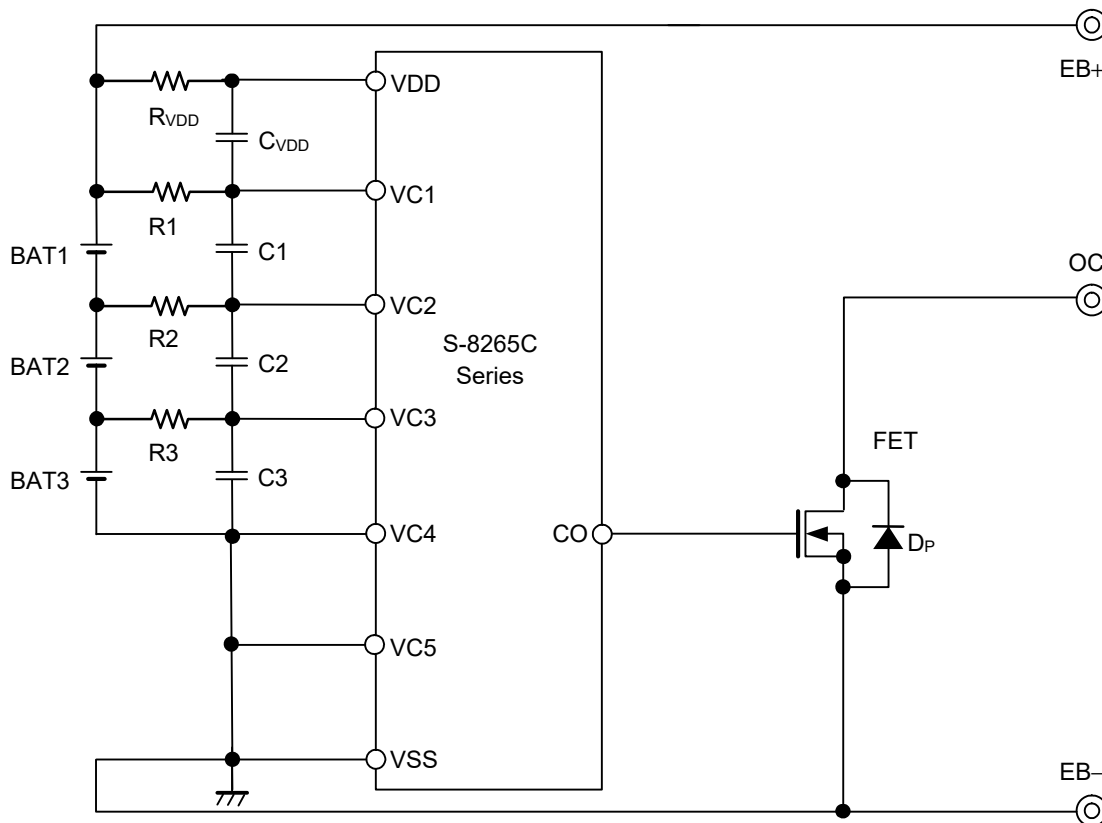 EB+
VDD
RVDD
CVDD
VC1
R1
BAT1
C1
OC
VC2
R2
S-8265C
Series
BAT2
C2
VC3
R3
FET
BAT3
C3
VC4
CO
DP
VC5
VSS
EB−